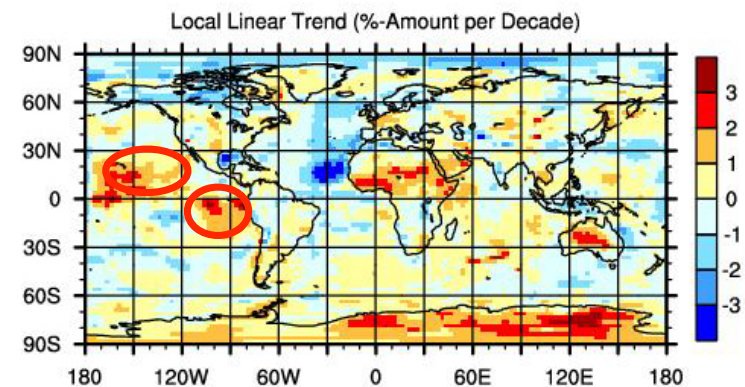 Local Linear Trend (%-Amount per Decade)
90N
60N
30N
0
30S
60S
90S
180 120W 60W 0 60E 120E 180
3
2
1
0
-1
-2
-3